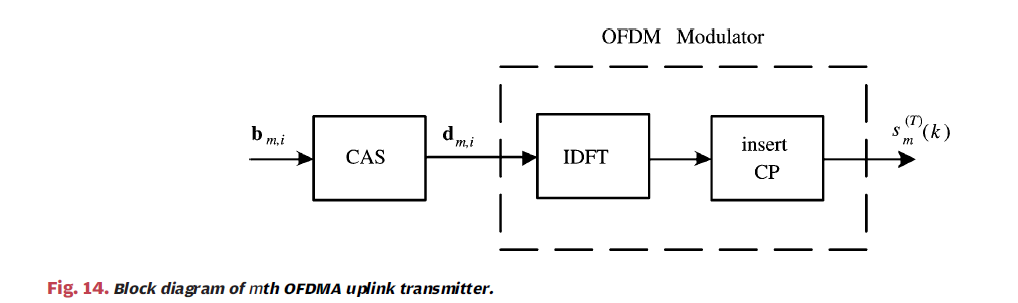 OFDM Modulator
b m,i
CAS
d m,i
IDFT
insert
CP
s m (T) (k)
Fig. 14. Block diagram of mth OFDMA uplink transmitter.